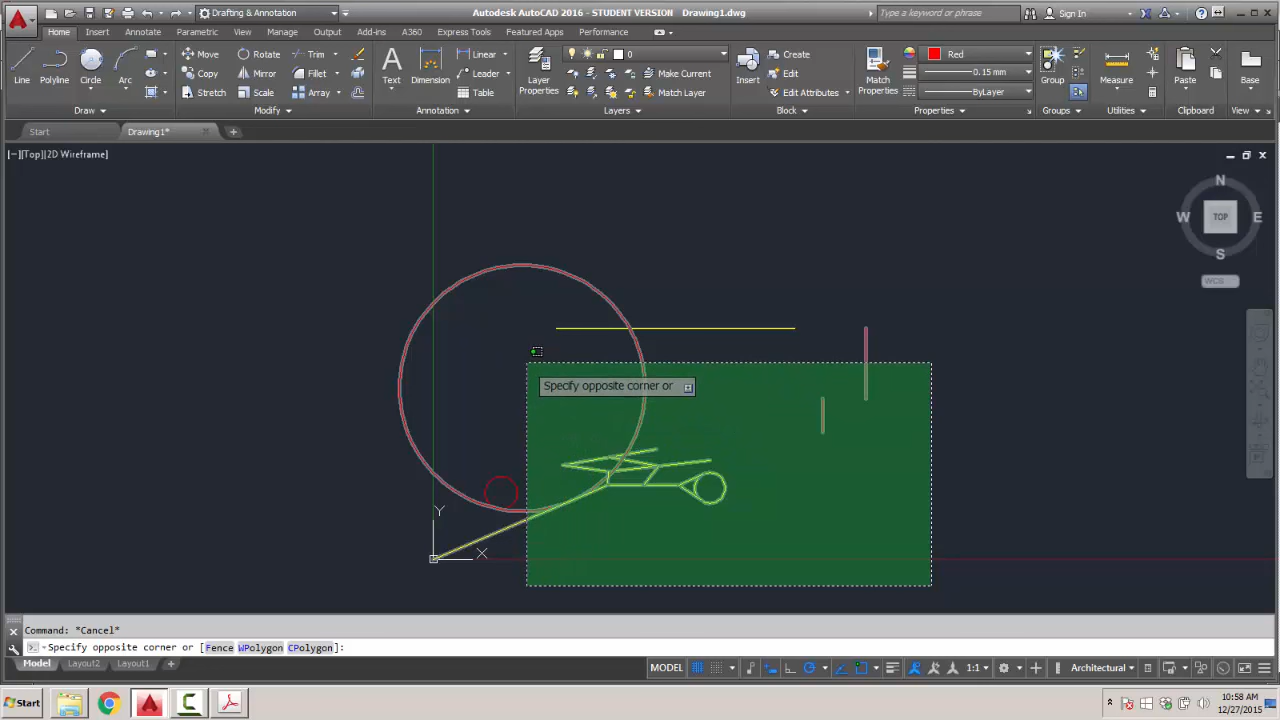 Drafting & Annotation
Autodesk AutoCAD 2016 - STUDENT VERSION Drawing1.dwg
Type a keyword or phrase
Sign In
Home Insert Annotate Parametric View Manage Output Add-ins A360 Express Tools Featured Apps Performance
Line Polyline Circle Arc
Move Rotate Trim
Copy Mirror Fillet
Stretch Scale Array
Text Dimension
Linear
Leader
Table
Layer Properties
0
Make Current
Match Layer
Insert
Create
Edit
Edit Attributes
Match Properties
Red
0.15 mm
ByLayer
Group
Measure
Paste
Base
Draw Modify Annotation Layers Block Properties Groups Utilities Clipboard View
Start Drawing1*
[−][Top][2D Wireframe]
N
W TOP E
S
WCS
Specify opposite corner or
Y
X
Command: *Cancel*
Specify opposite corner or [Fence WPolygon CPolygon]:
Model Layout2 Layout1
MODEL
1:1
Architectural
Start
10:58 AM
12/27/2015